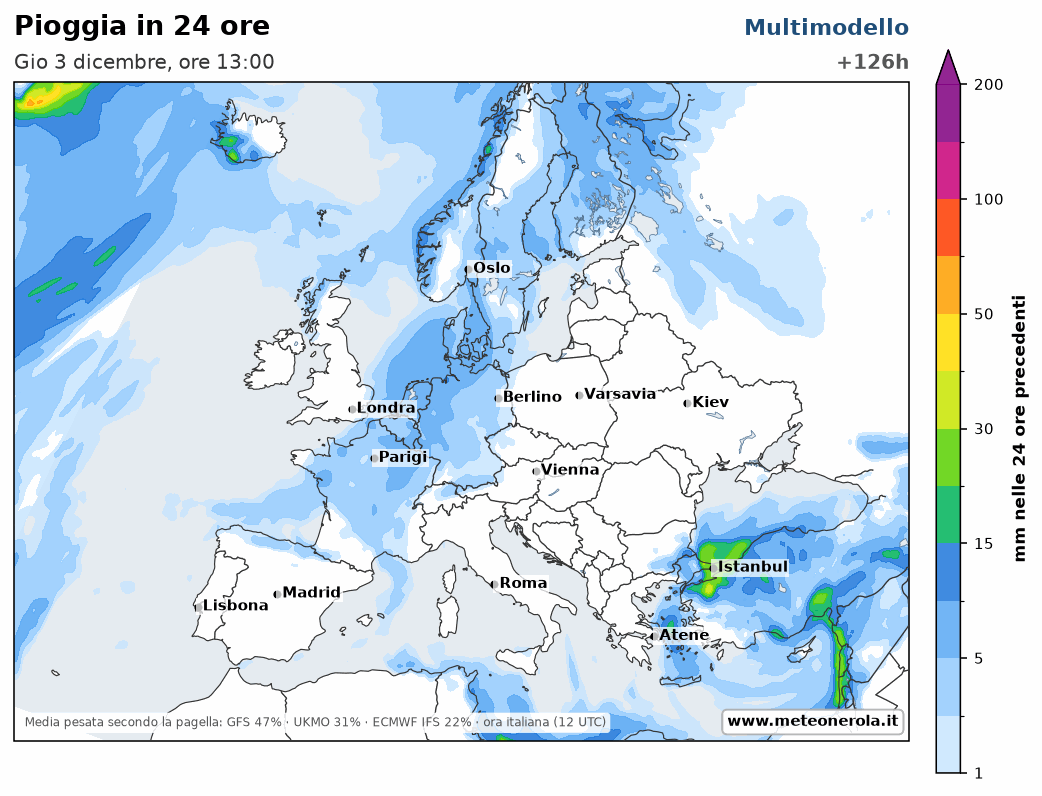 Pioggia in 24 ore
Multimodello
Gio 3 dicembre, ore 13:00
+126h
200
100
50
30
15
5
1
mm nelle 24 ore precedenti
Oslo
Berlino
Varsavia
Kiev
Londra
Parigi
Vienna
Istanbul
Roma
Madrid
Lisbona
Atene
Media pesata secondo la pagella: GFS 47% · UKMO 31% · ECMWF IFS 22% · ora italiana (12 UTC)
www.meteonerola.it